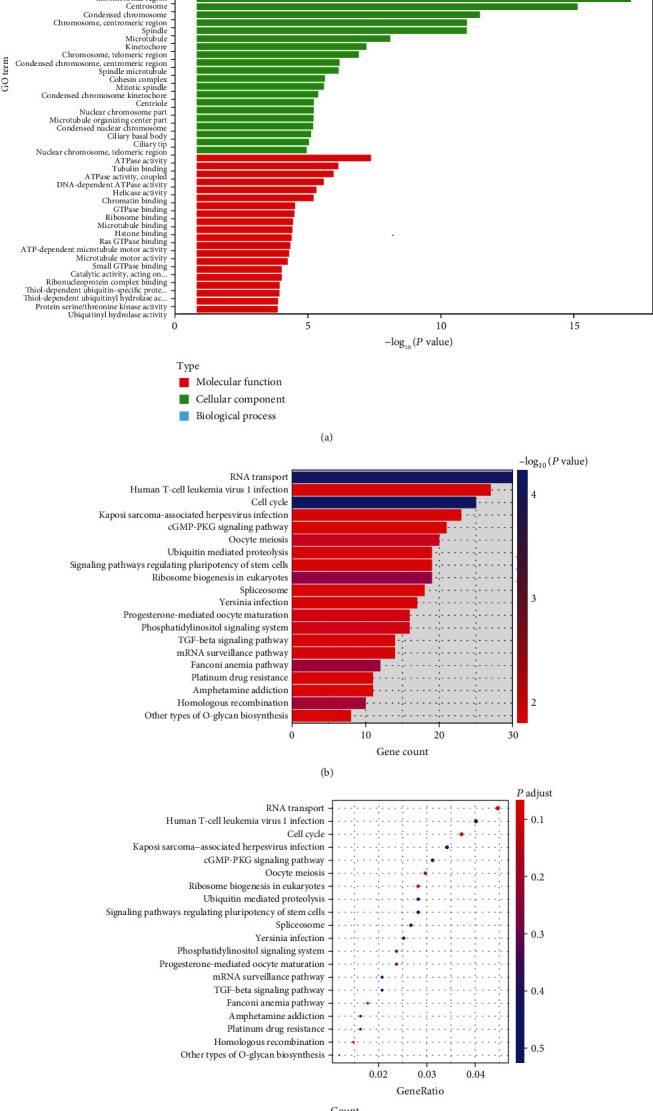 Centrosome
Condensed chromosome
Chromosome, centromeric region
Spindle
Microtubule
Kinetochore
Chromosome, telomeric region
Condensed chromosome, centromeric region
Spindle microtubule
Cohesin complex
Mitotic spindle
Condensed chromosome kinetochore
Centriole
Nuclear chromosome part
Microtubule organizing center part
Condensed nuclear chromosome
Ciliary basal body
Ciliary tip
Nuclear chromosome, telomeric region
ATPase activity
Tubulin binding
ATPase activity, coupled
DNA-dependent ATPase activity
Helicase activity
Chromatin binding
GTPase binding
Ribosome binding
Microtubule binding
Hstone binding
Ras GTPase binding
ATP-dependent microtubule motor activity
Microtubule motor activity
Small GTPase binding
Catalytic activity, acting on...
Ribonucleoprotein complex binding
Thiol-dependent ubiquitin-specific prote...
Thiol-dependent ubiquitinyl hydrolase ac...
Protein serine/threonine kinase activity
Ubiquitinyl hydrolase activity
GO term
0 5 10 15
−log10 (P value)
Type
Molecular function
Cellular component
Biological process
(a)
−log10 (P value)
RNA transport
Human T-cell leukemia virus 1 infection
Cell cycle
Kaposi sarcoma-associated herpesvirus infection
cGMP-PKG signaling pathway
Oocyte meiosis
Ubiquitin mediated proteolysis
Signaling pathways regulating pluripotency of stem cells
Ribosome biogenesis in eukaryotes
Spliceosome
Yersinia infection
Progesterone-mediated oocyte maturation
Phosphatidylinositol signaling system
TGF-beta signaling pathway
mRNA surveillance pathway
Fanconi anemia pathway
Platinum drug resistance
Amphetamine addiction
Homologous recombination
Other types of O-glycan biosynthesis
4
3
2
0 10 20 30
Gene count
(b)
P adjust
RNA transport
Human T-cell leukemia virus 1 infection
Cell cycle
Kaposi sarcoma−associated herpesvirus infection
cGMP-PKG signaling pathway
Oocyte meiosis
Ribosome biogenesis in eukaryotes
Ubiquitin mediated proteolysis
Signaling pathways regulating pluripotency of stem cells
Spliceosome
Yersinia infection
Phosphatidylinositol signaling system
Progesterone-mediated oocyte maturation
mRNA surveillance pathway
TGF-beta signaling pathway
Fanconi anemia pathway
Amphetamine addiction
Platinum drug resistance
Homologous recombination
Other types of O-glycan biosynthesis
0.1
0.2
0.3
0.4
0.5
0.02 0.03 0.04
GeneRatio
Count